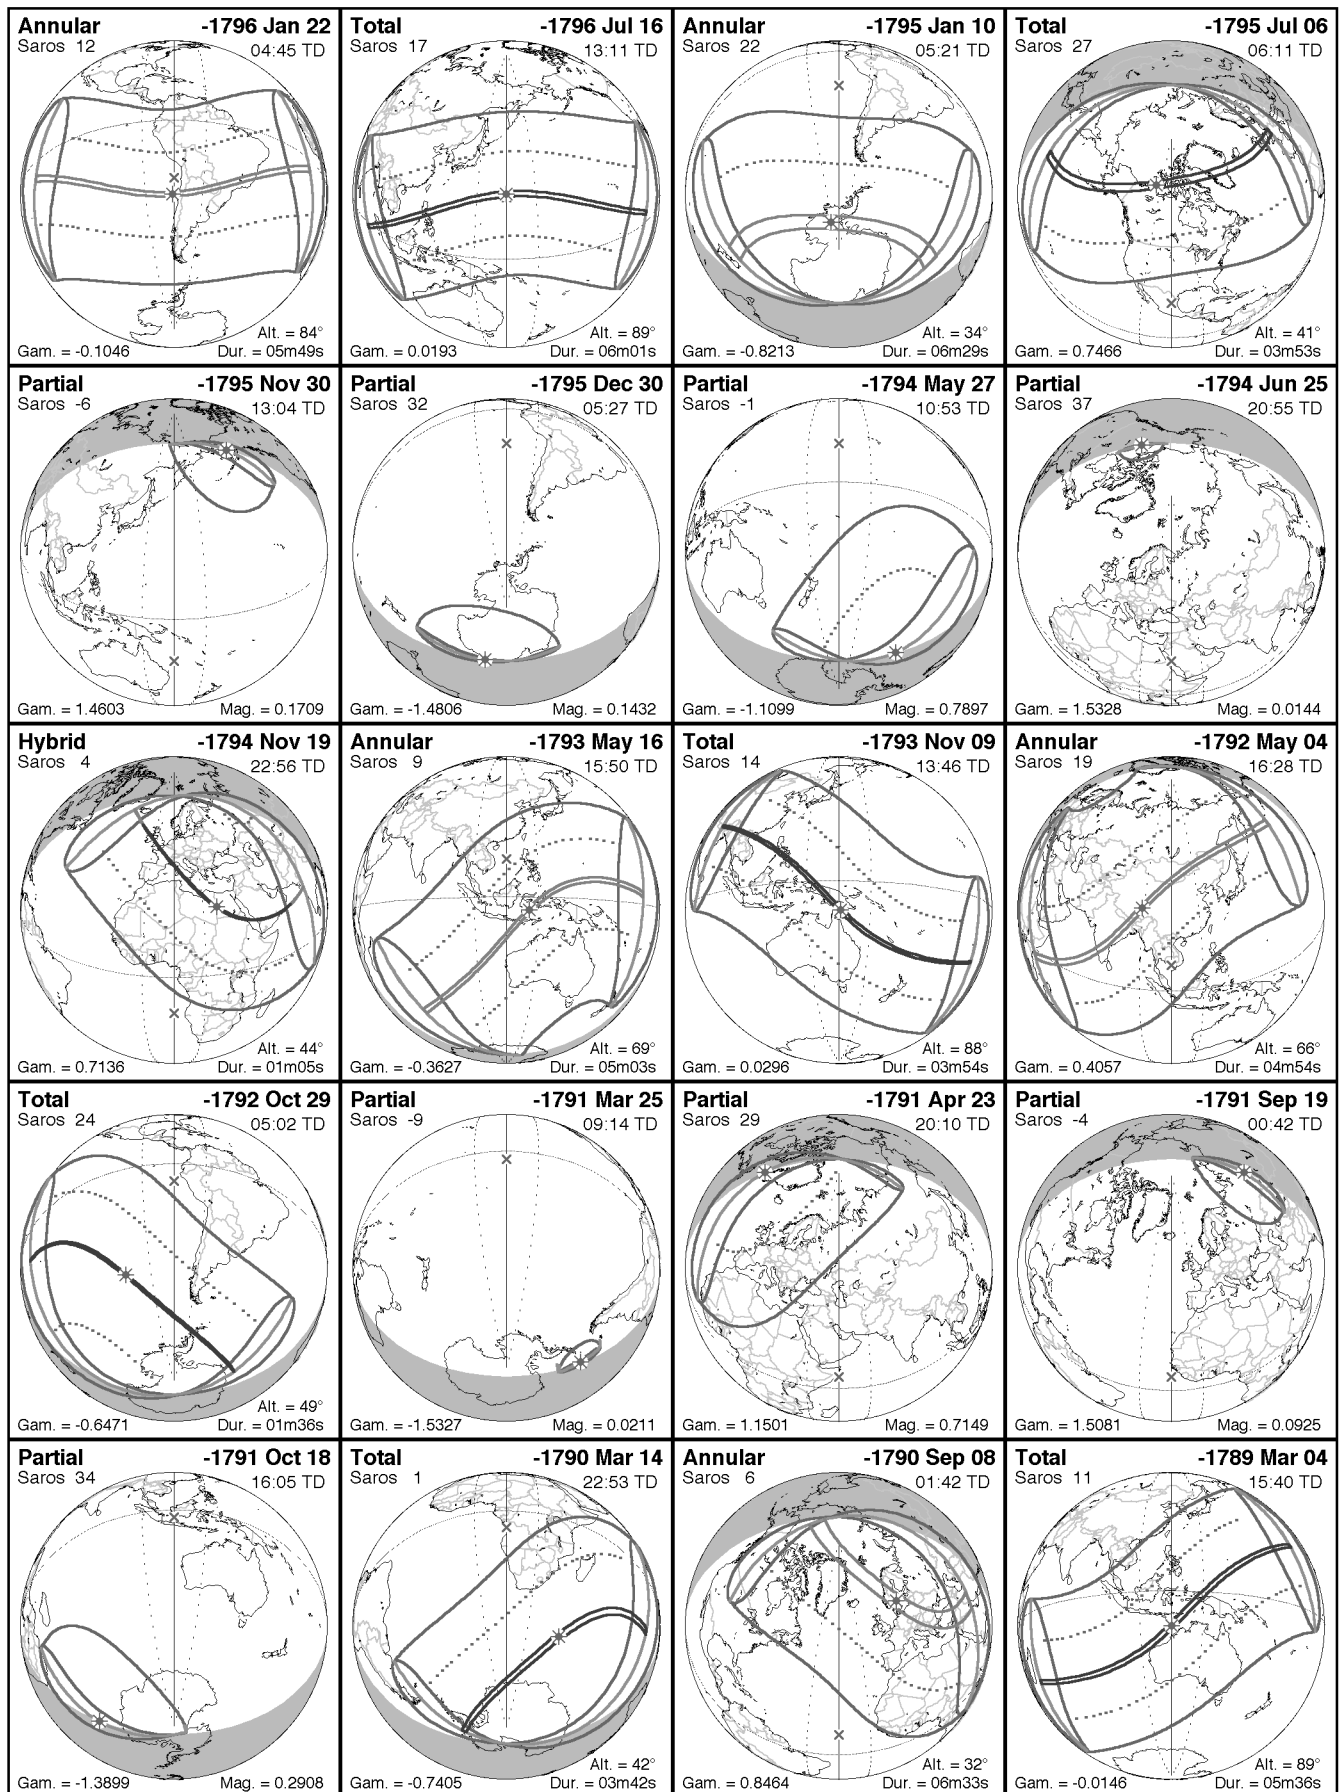 Annular -1796 Jan 22
Saros 12 04:45 TD
Alt. = 84°
Gam. = -0.1046 Dur. = 05m49s
Total -1796 Jul 16
Saros 17 13:11 TD
Alt. = 89°
Gam. = 0.0193 Dur. = 06m01s
Annular -1795 Jan 10
Saros 22 05:21 TD
Alt. = 34°
Gam. = -0.8213 Dur. = 06m29s
Total -1795 Jul 06
Saros 27 06:11 TD
Alt. = 41°
Gam. = 0.7466 Dur. = 03m53s
Partial -1795 Nov 30
Saros -6 13:04 TD
Gam. = 1.4603 Mag. = 0.1709
Partial -1795 Dec 30
Saros 32 05:27 TD
Gam. = -1.4806 Mag. = 0.1432
Partial -1794 May 27
Saros -1 10:53 TD
Gam. = -1.1099 Mag. = 0.7897
Partial -1794 Jun 25
Saros 37 20:55 TD
Gam. = 1.5328 Mag. = 0.0144
Hybrid -1794 Nov 19
Saros 4 22:56 TD
Alt. = 44°
Gam. = 0.7136 Dur. = 01m05s
Annular -1793 May 16
Saros 9 15:50 TD
Alt. = 69°
Gam. = -0.3627 Dur. = 05m03s
Total -1793 Nov 09
Saros 14 13:46 TD
Alt. = 88°
Gam. = 0.0296 Dur. = 03m54s
Annular -1792 May 04
Saros 19 16:28 TD
Alt. = 66°
Gam. = 0.4057 Dur. = 04m54s
Total -1792 Oct 29
Saros 24 05:02 TD
Alt. = 49°
Gam. = -0.6471 Dur. = 01m36s
Partial -1791 Mar 25
Saros -9 09:14 TD
Gam. = -1.5327 Mag. = 0.0211
Partial -1791 Apr 23
Saros 29 20:10 TD
Gam. = 1.1501 Mag. = 0.7149
Partial -1791 Sep 19
Saros -4 00:42 TD
Gam. = 1.5081 Mag. = 0.0925
Partial -1791 Oct 18
Saros 34 16:05 TD
Gam. = -1.3899 Mag. = 0.2908
Total -1790 Mar 14
Saros 1 22:53 TD
Alt. = 42°
Gam. = -0.7405 Dur. = 03m42s
Annular -1790 Sep 08
Saros 6 01:42 TD
Alt. = 32°
Gam. = 0.8464 Dur. = 06m33s
Total -1789 Mar 04
Saros 11 15:40 TD
Alt. = 89°
Gam. = -0.0146 Dur. = 05m36s